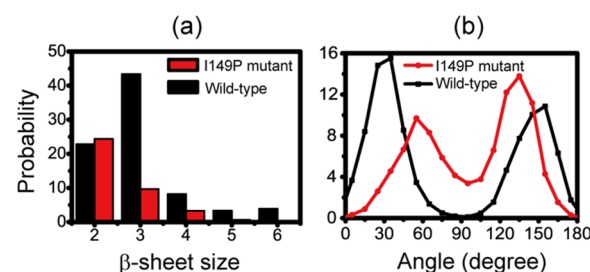 (a)
50
40
30
20
10
0
Probability
I149P mutant
Wild-type
2 3 4 5 6
β-sheet size
(b)
16
12
8
4
0
I149P mutant
Wild-type
0 30 60 90 120 150 180
Angle (degree)